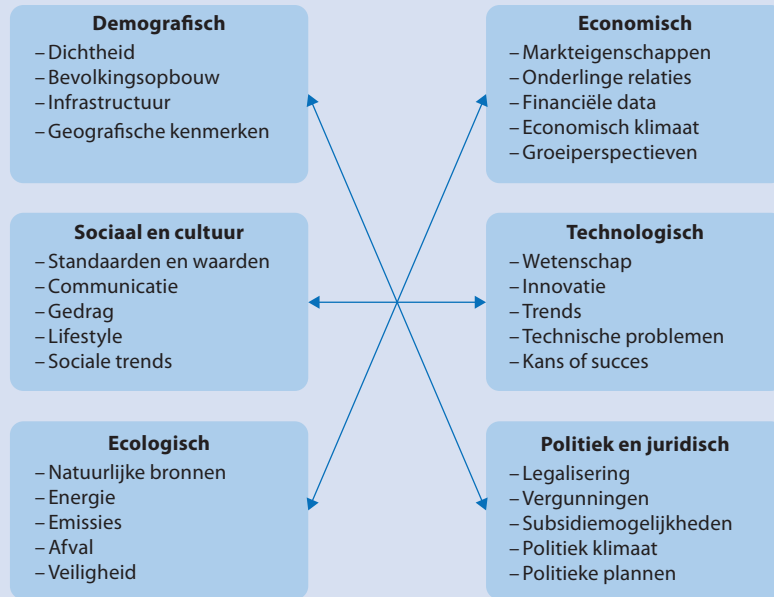 Demografisch
– Dichtheid
– Bevolkingsopbouw
– Infrastructuur
– Geografische kenmerken
Economisch
– Markteigenschappen
– Onderlinge relaties
– Financiële data
– Economisch klimaat
– Groeiperspectieven
Sociaal en cultuur
– Standaarden en waarden
– Communicatie
– Gedrag
– Lifestyle
– Sociale trends
Technologisch
– Wetenschap
– Innovatie
– Trends
– Technische problemen
– Kans of succes
Ecologisch
– Natuurlijke bronnen
– Energie
– Emissies
– Afval
– Veiligheid
Politiek en juridisch
– Legalisering
– Vergunningen
– Subsidiemogelijkheden
– Politiek klimaat
– Politieke plannen